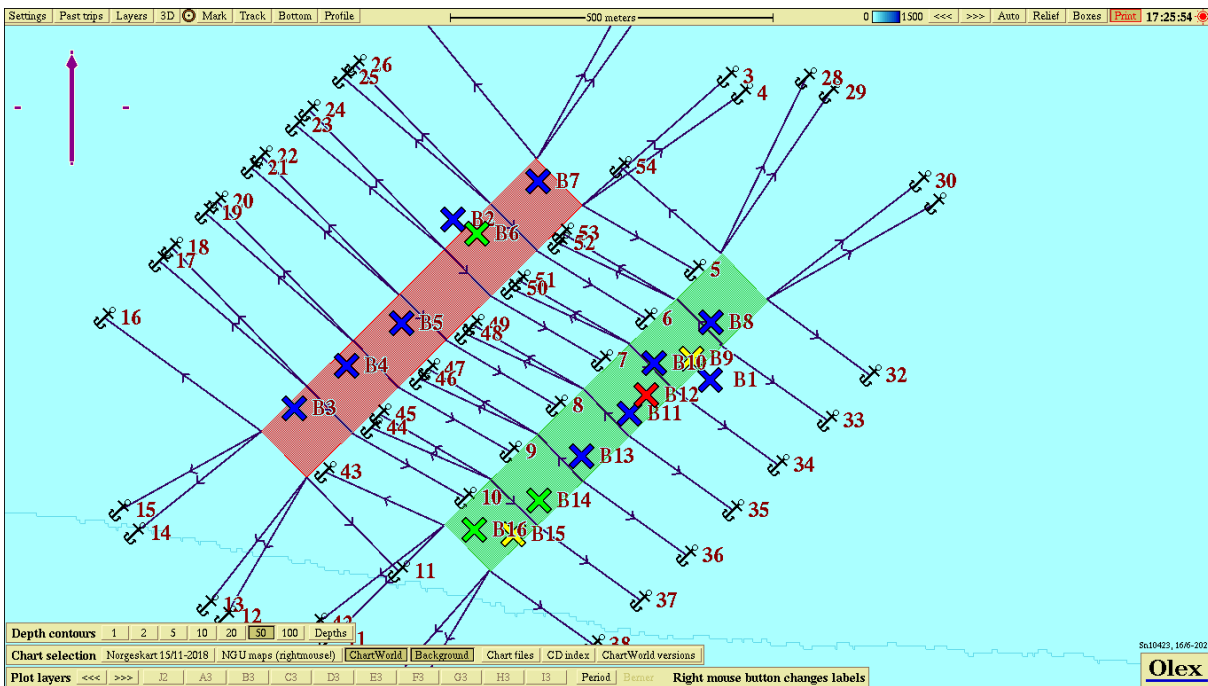 Settings Past trips Layers 3D Mark Track Bottom Profile 500 meters 0 1500 <<< >>> Auto Relief Boxes Print 17:25:54
26 3 28
25 4 29
24
23
22 54
21 B7 30
20
19 B2 53
18 B6 52
17 51 5
50
16 49 6 B8
B5 48
47 7 B10 B9
B4 46 B12 B1 32
B3 45 8 B11 33
44
43 9 B13 34
10 B14 35
15
14 B16 B15 36
11 37
13
12 38
Depth contours 1 2 5 10 20 50 100 Depths
Chart selection Norgeskart 15/11-2018 NGU maps (rightmouse!) ChartWorld Background Chart files CD index ChartWorld versions
Sn10423, 16/6-202
Plot layers <<< >>> J2 A3 B3 C3 D3 E3 F3 G3 H3 I3 Period Berner Right mouse button changes labels
Olex